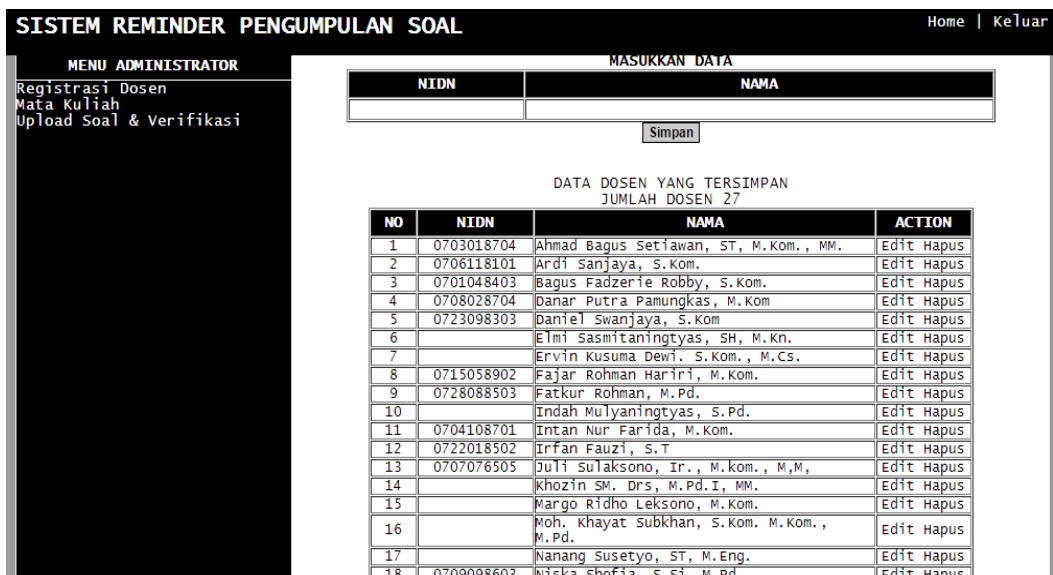 SISTEM REMINDER PENGUMPULAN SOAL
Home | Keluar
MENU ADMINISTRATOR
Registrasi Dosen
Mata Kuliah
Upload Soal & Verifikasi
MASUKKAN DATA
NIDN NAMA
Simpan
DATA DOSEN YANG TERSIMPAN
JUMLAH DOSEN 27
NO NIDN NAMA ACTION
1 0703018704 Ahmad Bagus Setiawan, ST, M.Kom., MM. Edit Hapus
2 0706118101 Ardi Sanjaya, S.Kom. Edit Hapus
3 0701048403 Bagus Fadzerie Robby, S.Kom. Edit Hapus
4 0708028704 Danar Putra Pamungkas, M.Kom Edit Hapus
5 0723098303 Daniel Swanjaya, S.Kom Edit Hapus
6 Elmi Sasmitaningtyas, SH, M.Kn. Edit Hapus
7 Ervin Kusuma Dewi. S.Kom., M.Cs. Edit Hapus
8 0715058902 Fajar Rohman Hariri, M.Kom. Edit Hapus
9 0728088503 Fatkur Rohman, M.Pd. Edit Hapus
10 Indah Mulyaningtyas, S.Pd. Edit Hapus
11 0704108701 Intan Nur Farida, M.Kom. Edit Hapus
12 0722018502 Irfan Fauzi, S.T Edit Hapus
13 0707076505 Juli Sulaksono, Ir., M.kom., M,M, Edit Hapus
14 Khozin SM. Drs, M.Pd.I, MM. Edit Hapus
15 Margo Ridho Leksono, M.Kom. Edit Hapus
16 Moh. Khayat Subkhan, S.Kom. M.Kom., Edit Hapus
M.Pd.
17 Nanang Susetyo, ST, M.Eng. Edit Hapus
18 0709098603 Niska Shofia, S.Si, M.Pd. Edit Hapus